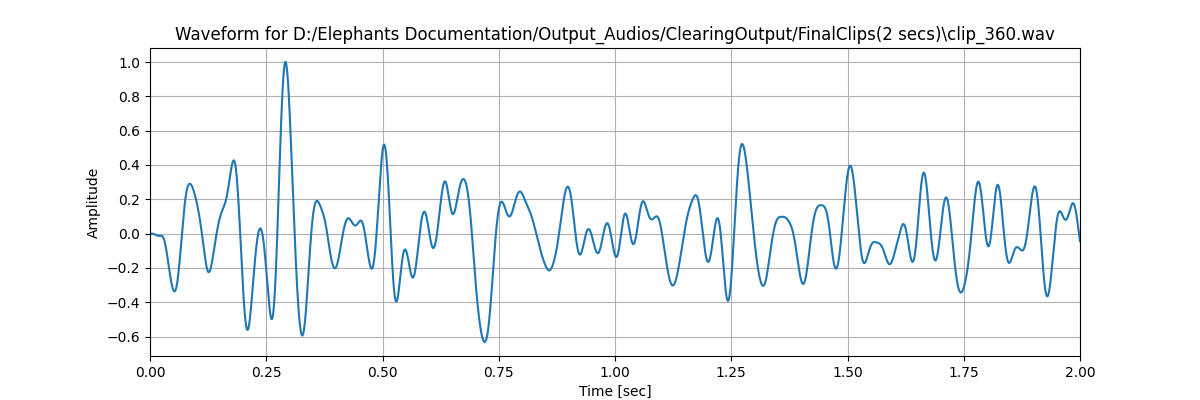 Waveform for D:/Elephants Documentation/Output_Audios/ClearingOutput/FinalClips(2 secs)\clip_360.wav
1.0
0.8
0.6
0.4
0.2
0.0
−0.2
−0.4
−0.6
Amplitude
0.00 0.25 0.50 0.75 1.00 1.25 1.50 1.75 2.00
Time [sec]